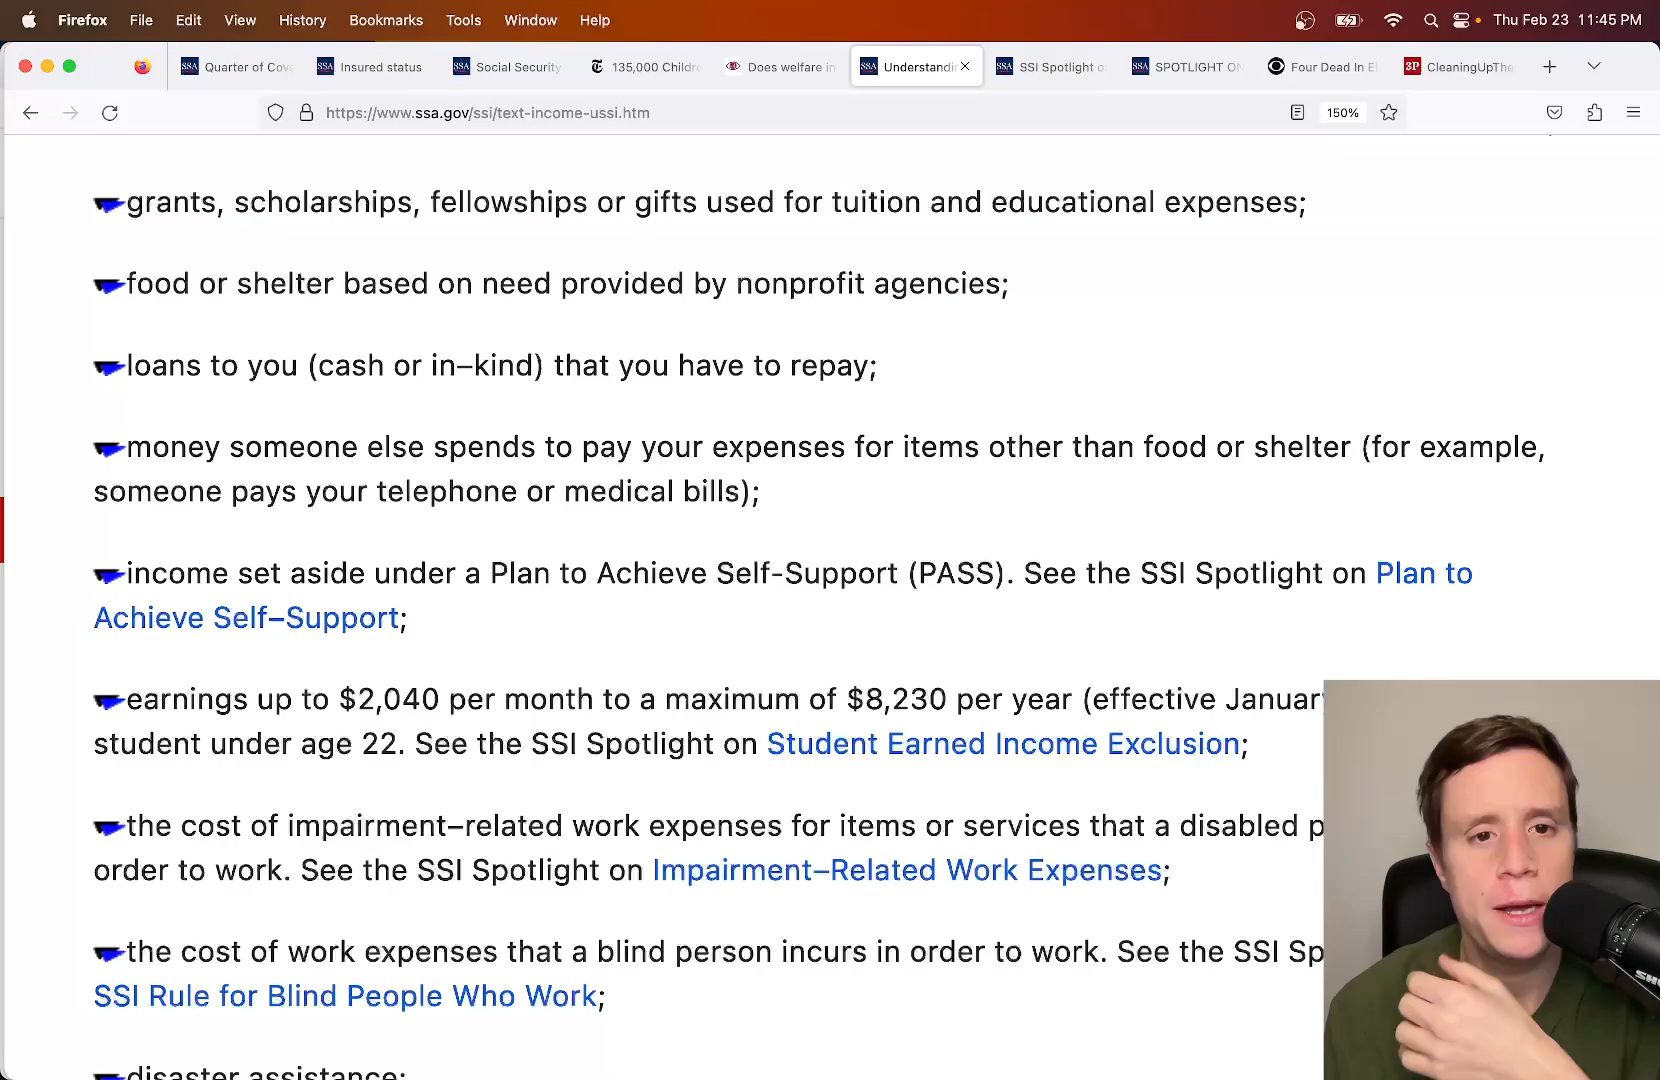 Firefox File Edit View History Bookmarks Tools Window Help Thu Feb 23 11:45 PM
SSA Quarter of Cov SSA Insured status SSA Social Security 135,000 Childr Does welfare in SSA Understandi SSA SSI Spotlight o SSA SPOTLIGHT ON Four Dead In E 3P CleaningUpThe
https://www.ssa.gov/ssi/text-income-ussi.htm 150%
grants, scholarships, fellowships or gifts used for tuition and educational expenses;
food or shelter based on need provided by nonprofit agencies;
loans to you (cash or in–kind) that you have to repay;
money someone else spends to pay your expenses for items other than food or shelter (for example,
someone pays your telephone or medical bills);
income set aside under a Plan to Achieve Self-Support (PASS). See the SSI Spotlight on Plan to
Achieve Self–Support;
earnings up to $2,040 per month to a maximum of $8,230 per year (effective January
student under age 22. See the SSI Spotlight on Student Earned Income Exclusion;
the cost of impairment–related work expenses for items or services that a disabled p
order to work. See the SSI Spotlight on Impairment–Related Work Expenses;
the cost of work expenses that a blind person incurs in order to work. See the SSI Sp
SSI Rule for Blind People Who Work;
disaster assistance;